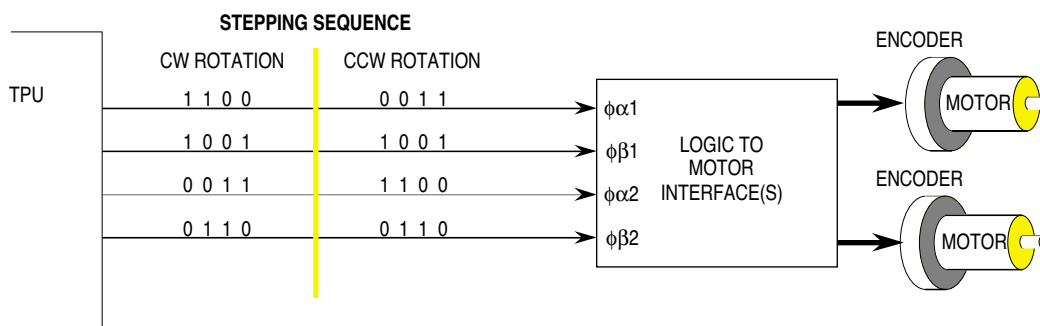 STEPPING SEQUENCE
CW ROTATION CCW ROTATION
ENCODER
TPU
1 1 0 0 0 0 1 1
MOTOR
φα1
1 0 0 1 1 0 0 1
φβ1
LOGIC TO
MOTOR
INTERFACE(S)
0 0 1 1 1 1 0 0
φα2
ENCODER
0 1 1 0 0 1 1 0
φβ2
MOTOR